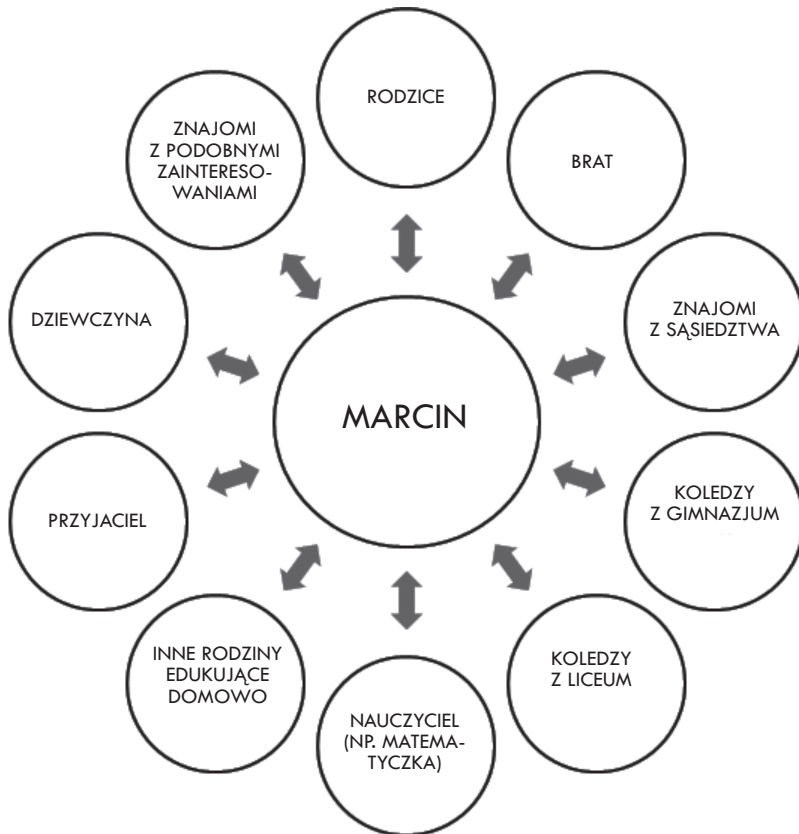 RODZICE
ZNAJOMI
Z PODOBNYMI
ZAINTERESO-
WANIAMI
BRAT
DZIEWCZYNA
ZNAJOMI
Z SĄSIEDZTWA
MARCIN
PRZYJACIEL
KOLEDZY
Z GIMNAZJUM
INNE RODZINY
EDUKUJĄCE
DOMOWO
KOLEDZY
Z LICEUM
NAUCZYCIEL
(NP. MATEMA-
TYCZKA)